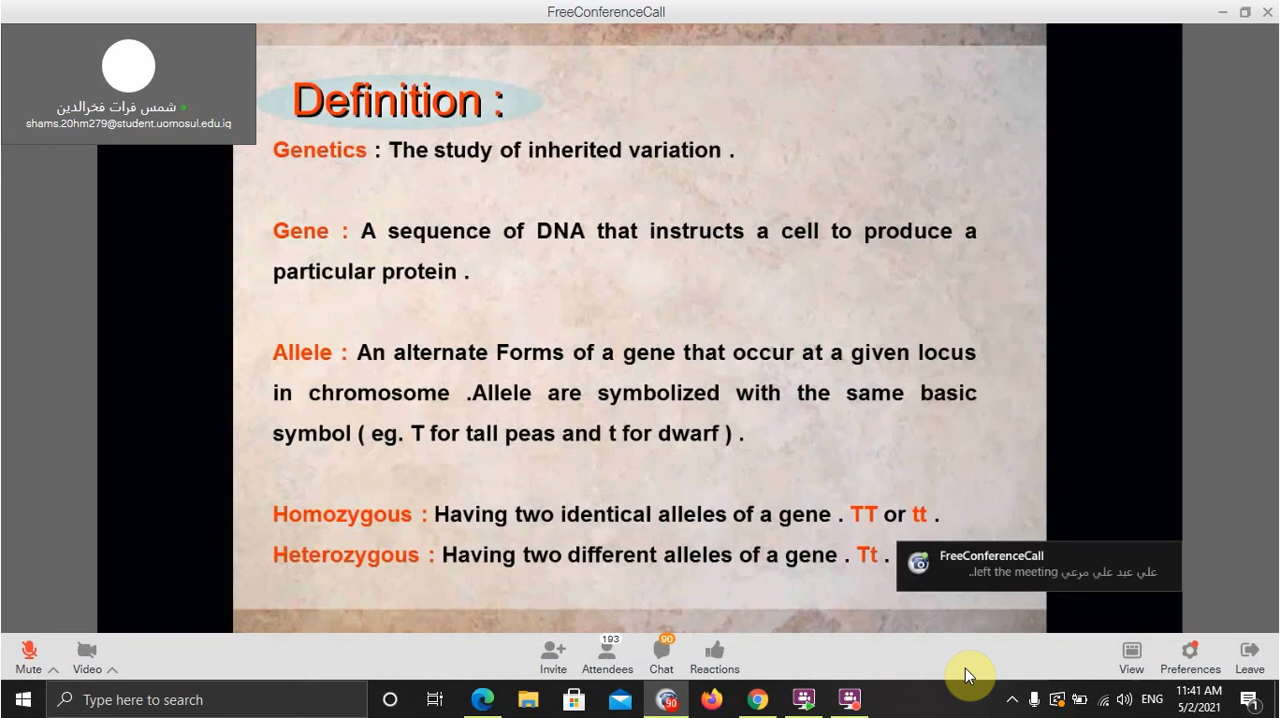 FreeConferenceCall
شمس فرات فخرالدين
shams.20hm279@student.uomosul.edu.iq
Definition :
Genetics : The study of inherited variation .
Gene : A sequence of DNA that instructs a cell to produce a
particular protein .
Allele : An alternate Forms of a gene that occur at a given locus
in chromosome .Allele are symbolized with the same basic
symbol ( eg. T for tall peas and t for dwarf ) .
Homozygous : Having two identical alleles of a gene . TT or tt .
Heterozygous : Having two different alleles of a gene . Tt .
FreeConferenceCall
..left the meeting علي عبد علي مرعي
193
90
Mute
Video
Invite
Attendees
Chat
Reactions
View
Preferences
Leave
Type here to search
90
ENG
11:41 AM
5/2/2021
1